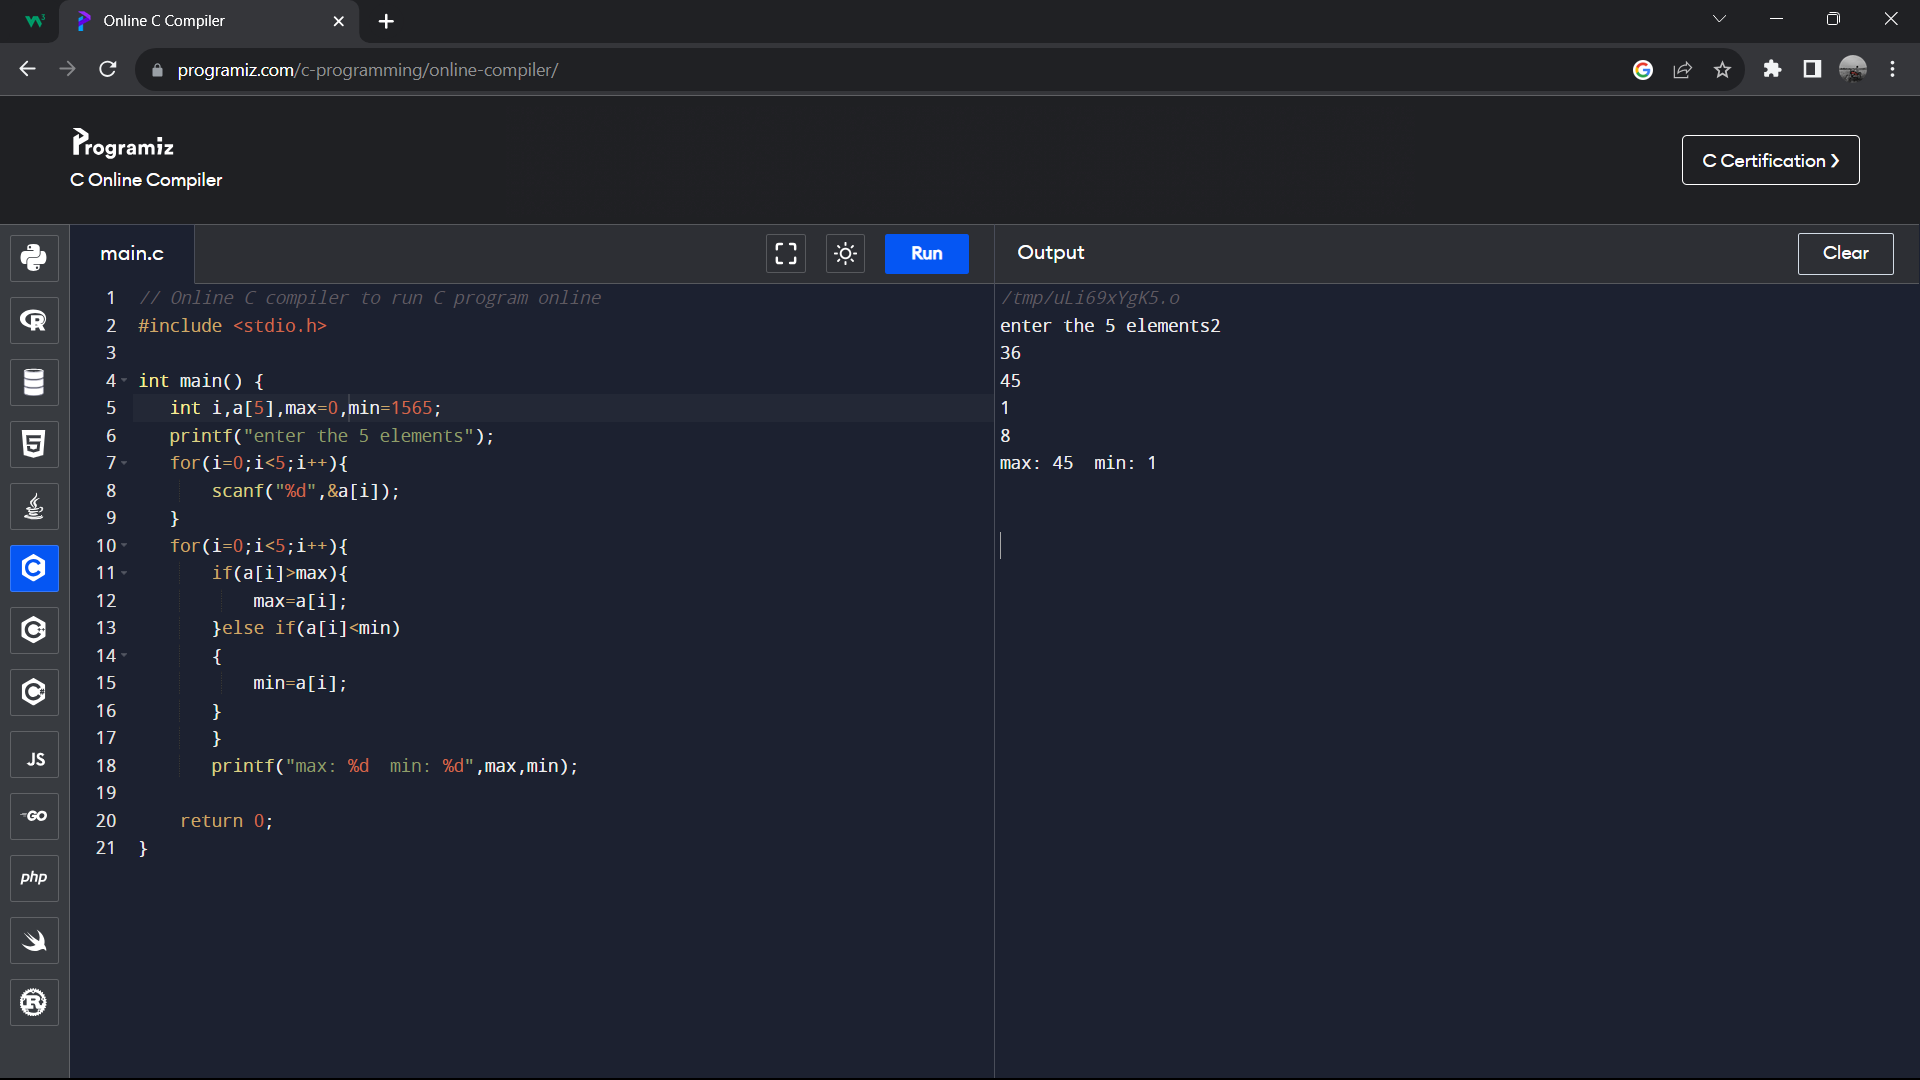 Online C Compiler
programiz.com/c-programming/online-compiler/
Programiz
C Online Compiler
C Certification ❯
main.c
Run
Output
Clear
1 // Online C compiler to run C program online
2 #include <stdio.h>
3
4 int main() {
5    int i,a[5],max=0,min=1565;
6    printf("enter the 5 elements");
7    for(i=0;i<5;i++){
8        scanf("%d",&a[i]);
9    }
10    for(i=0;i<5;i++){
11        if(a[i]>max){
12            max=a[i];
13        }else if(a[i]<min)
14        {
15            min=a[i];
16        }
17        }
18        printf("max: %d  min: %d",max,min);
19
20     return 0;
21 }
/tmp/uLi69xYgK5.o
enter the 5 elements2
36
45
1
8
max: 45  min: 1
JS
GO
php